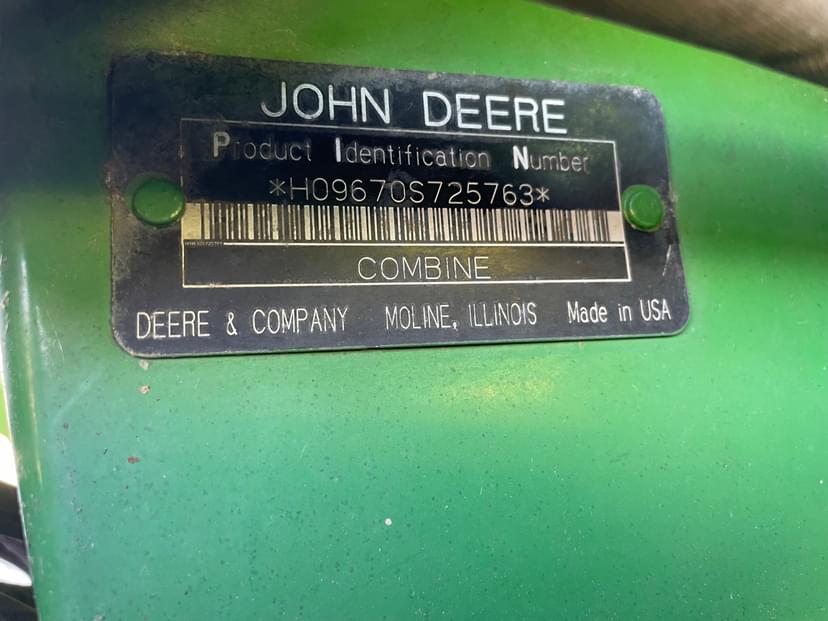 JOHN DEERE
Product Identification Number
*H09670S725763*
COMBINE
DEERE & COMPANY MOLINE, ILLINOIS Made in USA